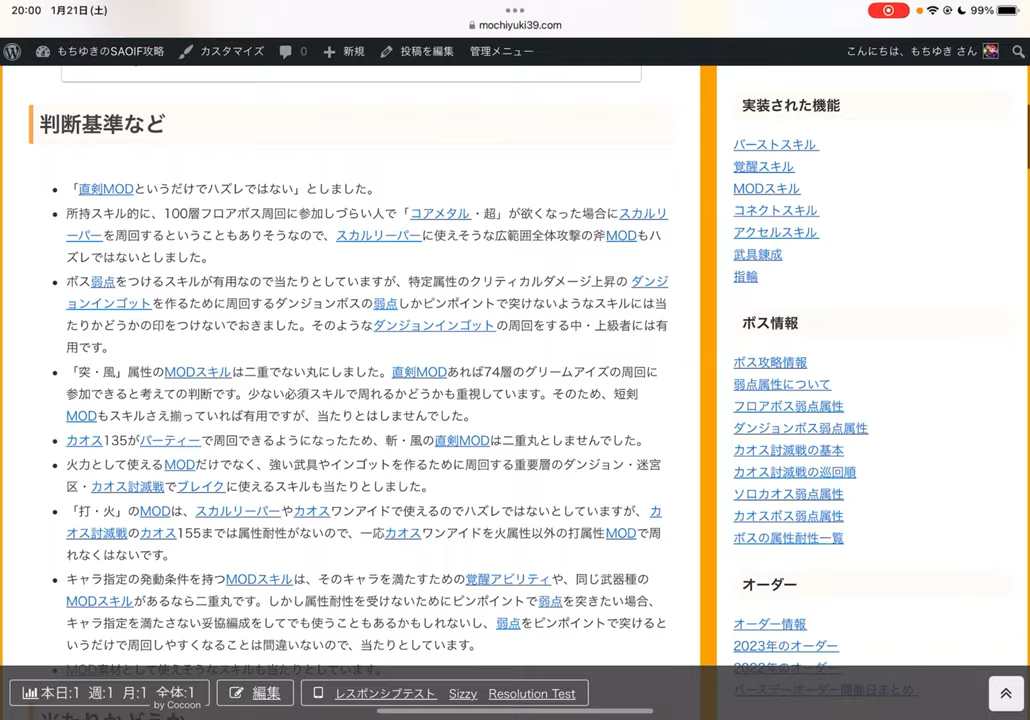 20:00 1月21日(土)
99%
mochiyuki39.com
もちゆきのSAOIF攻略 カスタマイズ 0 新規 投稿を編集 管理メニュー
こんにちは、もちゆき さん
判断基準など
「直剣MODというだけでハズレではない」としました。
所持スキル的に、100層フロアボス周回に参加しづらい人で「コアメタル・超」が欲くなった場合にスカルリ
ーパーを周回するということもありそうなので、スカルリーパーに使えそうな広範囲全体攻撃の斧MODもハ
ズレではないとしました。
ボス弱点をつけるスキルが有用なので当たりとしていますが、特定属性のクリティカルダメージ上昇の ダンジ
ョンインゴットを作るために周回するダンジョンボスの弱点しかピンポイントで突けないようなスキルには当
たりかどうかの印をつけないでおきました。そのようなダンジョンインゴットの周回をする中・上級者には有
用です。
「突・風」属性のMODスキルは二重でない丸にしました。直剣MODあれば74層のグリームアイズの周回に
参加できると考えての判断です。少ない必須スキルで周れるかどうかも重視しています。そのため、短剣
MODもスキルさえ揃っていれば有用ですが、当たりとはしませんでした。
カオス135がパーティーで周回できるようになったため、斬・風の直剣MODは二重丸としませんでした。
火力として使えるMODだけでなく、強い武具やインゴットを作るために周回する重要層のダンジョン・迷宮
区・カオス討滅戦でブレイクに使えるスキルも当たりとしました。
「打・火」のMODは、スカルリーパーやカオスワンアイドで使えるのでハズレではないとしていますが、カ
オス討滅戦のカオス155までは属性耐性がないので、一応カオスワンアイドを火属性以外の打属性MODで周
れなくはないです。
キャラ指定の発動条件を持つMODスキルは、そのキャラを満たすための覚醒アビリティや、同じ武器種の
MODスキルがあるなら二重丸です。しかし属性耐性を受けないためにピンポイントで弱点を突きたい場合、
キャラ指定を満たさない妥協編成をしてでも使うこともあるかもしれないし、弱点をピンポイントで突けると
いうだけで周回しやすくなることは間違いないので、当たりとしています。
MOD素材として使えそうなスキルも当たりとしています。
当たりかどうか
実装された機能
バーストスキル
覚醒スキル
MODスキル
コネクトスキル
アクセルスキル
武具錬成
指輪
ボス情報
ボス攻略情報
弱点属性について
フロアボス弱点属性
ダンジョンボス弱点属性
カオス討滅戦の基本
カオス討滅戦の巡回順
ソロカオス弱点属性
カオスボス弱点属性
ボスの属性耐性一覧
オーダー
オーダー情報
2023年のオーダー
2022年のオーダー
バースデーオーダー開催日まとめ
本日:1 週:1 月:1 全体:1
by Cocoon
編集
レスポンシブテスト Sizzy Resolution Test